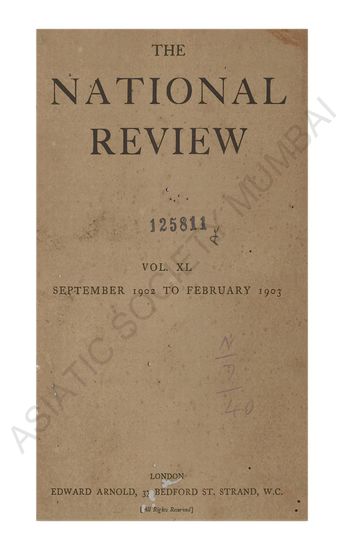 THE
NATIONAL
REVIEW
125811
VOL. XL
SEPTEMBER 1902 TO FEBRUARY 1903
N
40
LONDON
EDWARD ARNOLD, 37 BEDFORD ST. STRAND, W.C.
[All Rights Reserved]
ASIATIC SOCIETY MUMBAI